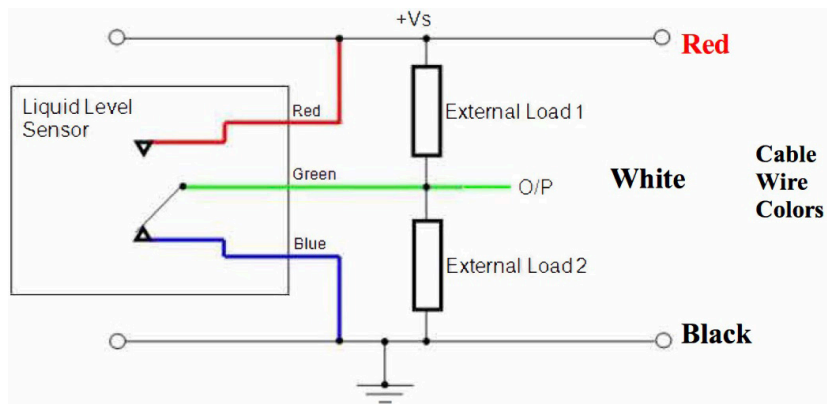 +Vs
Red
Liquid Level
Sensor
Red
External Load 1
Green
O/P
White
Cable
Wire
Colors
Blue
External Load 2
Black